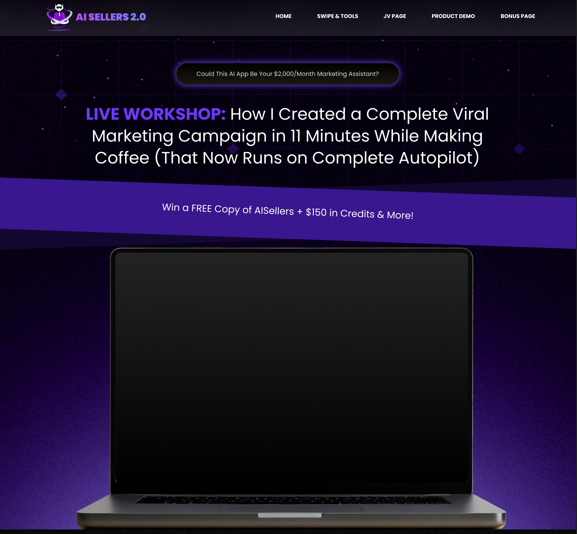 AI SELLERS 2.0
HOME
SWIPE & TOOLS
JV PAGE
PRODUCT DEMO
BONUS PAGE
Could This AI App Be Your $2,000/Month Marketing Assistant?
LIVE WORKSHOP: How I Created a Complete Viral
Marketing Campaign in 11 Minutes While Making
Coffee (That Now Runs on Complete Autopilot)
Win a FREE Copy of AISellers + $150 in Credits & More!